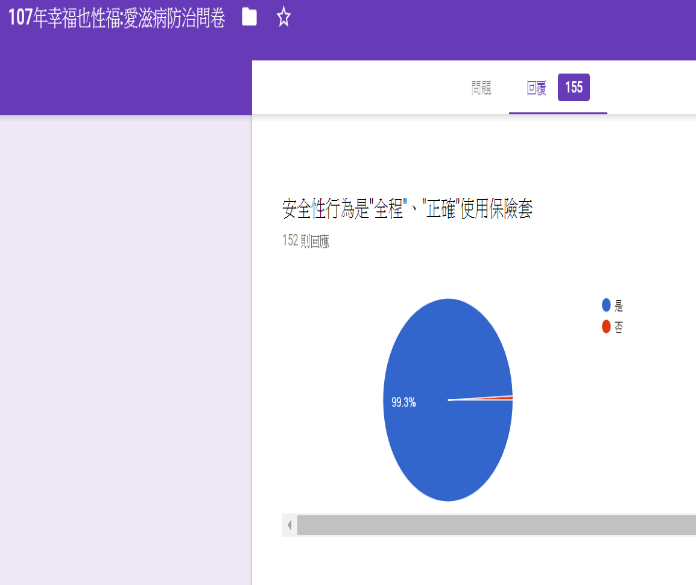 107年幸福也性福:愛滋病防治問卷
問題 回覆 155
安全性行為是"全程"、"正確"使用保險套
152 則回應
是
否
99.3%